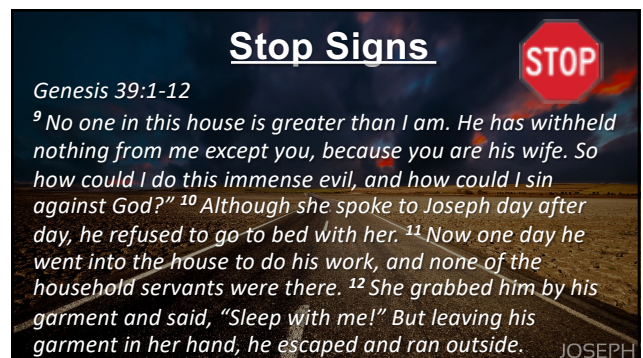 Stop Signs
STOP
Genesis 39:1-12
9 No one in this house is greater than I am. He has withheld
nothing from me except you, because you are his wife. So
how could I do this immense evil, and how could I sin
against God?” 10 Although she spoke to Joseph day after
day, he refused to go to bed with her. 11 Now one day he
went into the house to do his work, and none of the
household servants were there. 12 She grabbed him by his
garment and said, “Sleep with me!” But leaving his
garment in her hand, he escaped and ran outside.
JOSEPH